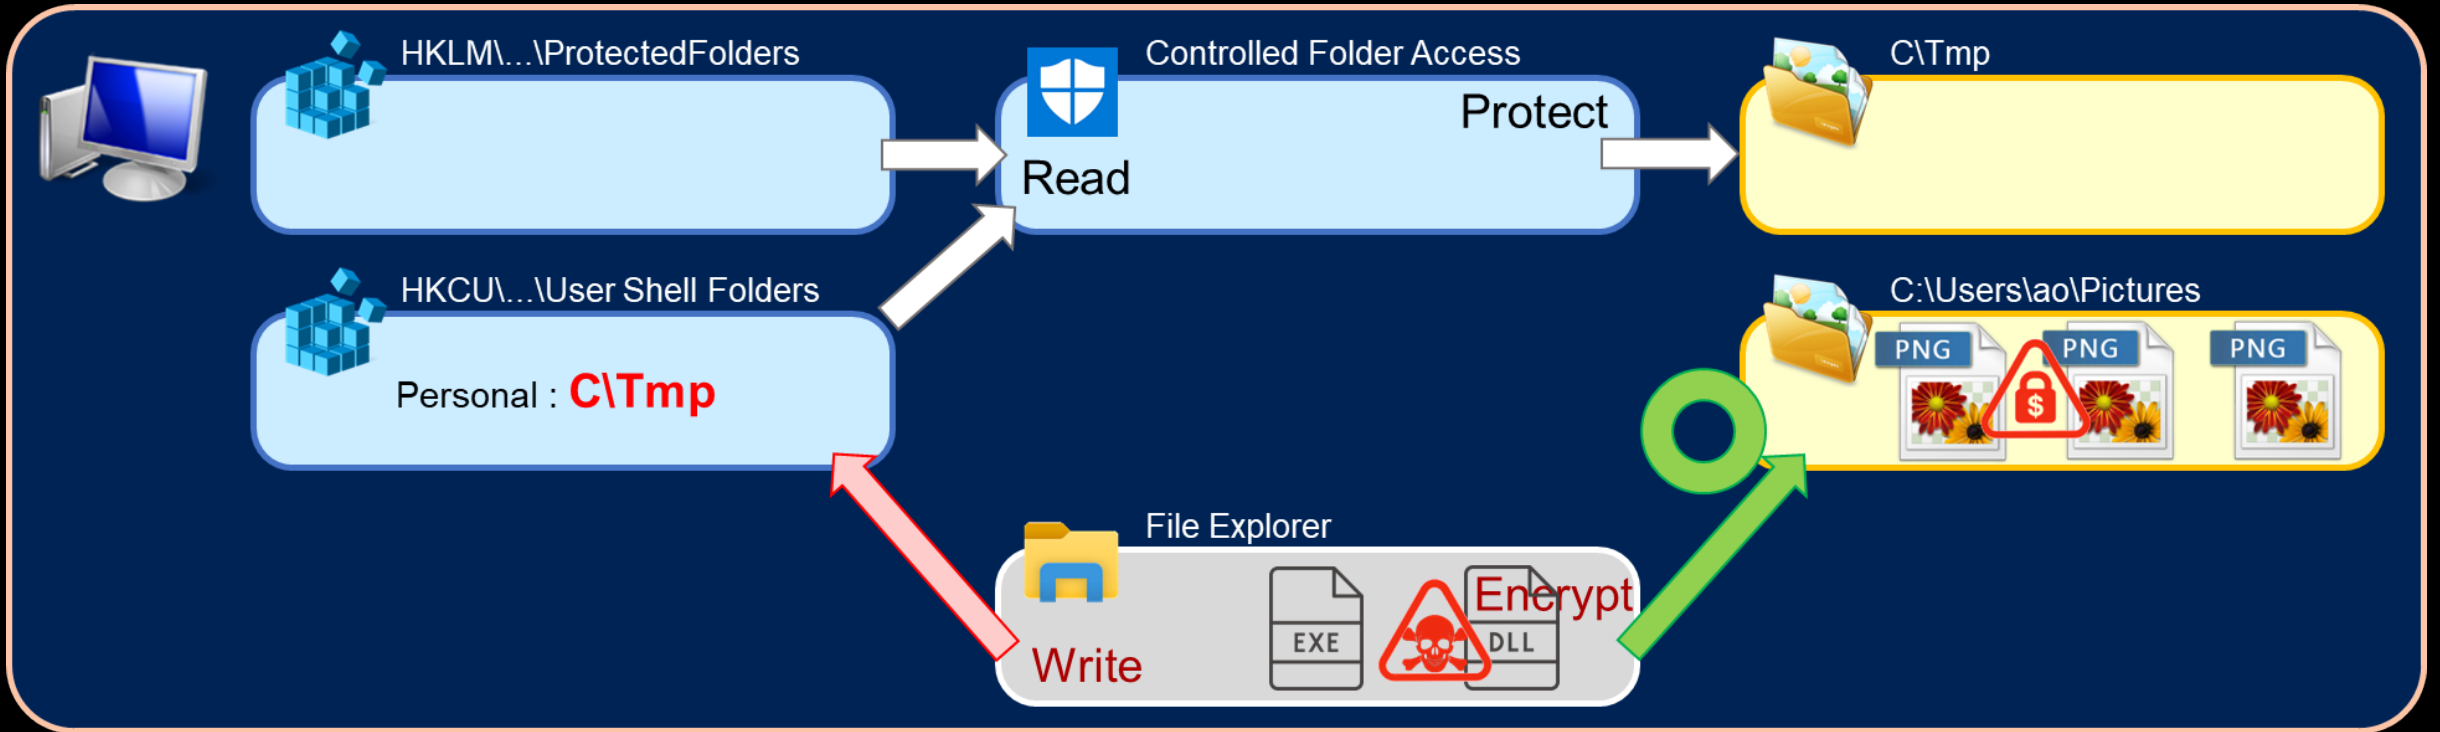 HKLM\...\ProtectedFolders
Controlled Folder Access
C\Tmp
Protect
Read
HKCU\...\User Shell Folders
C:\Users\ao\Pictures
PNG
PNG
PNG
$
Personal : C\Tmp
File Explorer
Encrypt
EXE
DLL
Write